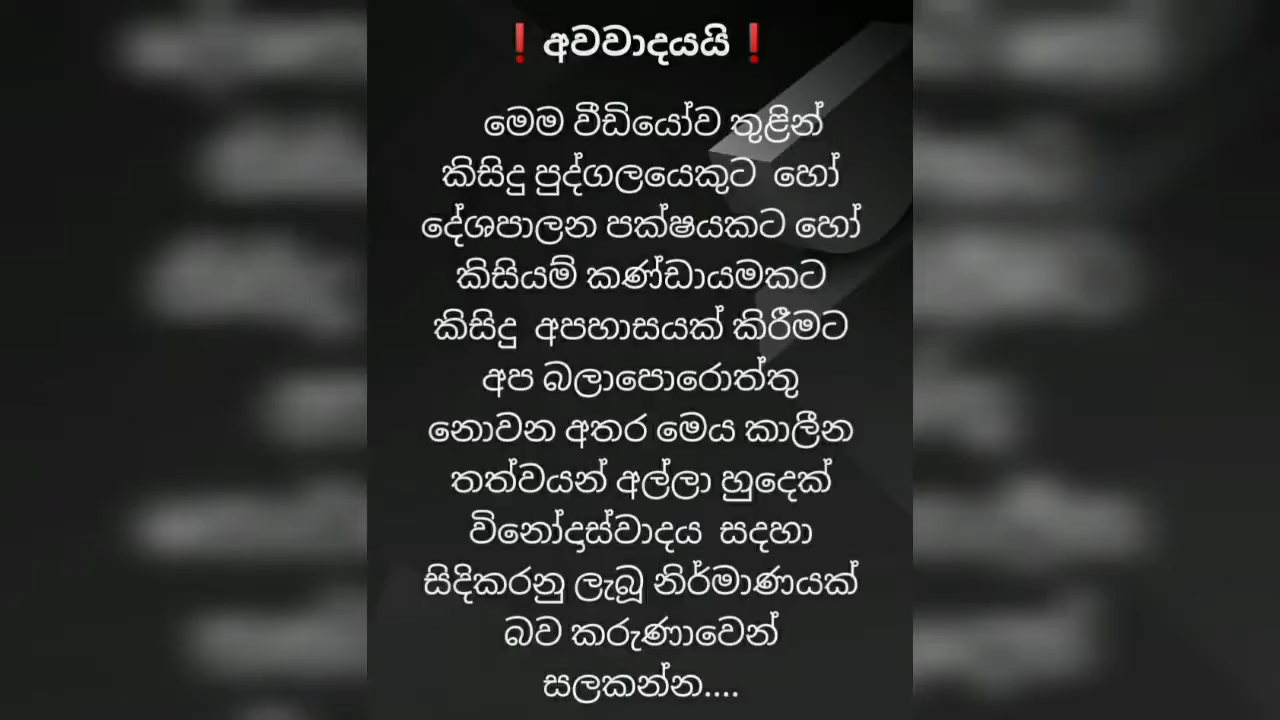 ❗අවවාදයයි❗
මෙම වීඩියෝව තුළින්
කිසිදු පුද්ගලයෙකුට හෝ
දේශපාලන පක්ෂයකට හෝ
කිසියම් කණ්ඩායමකට
කිසිදු අපහාසයක් කිරීමට
අප බලාපොරොත්තු
නොවන අතර මෙය කාලීන
තත්වයන් අල්ලා හුදෙක්
විනෝදාස්වාදය සදහා
සිදිකරනු ලැබූ නිර්මාණයක්
බව කරුණාවෙන්
සලකන්න....